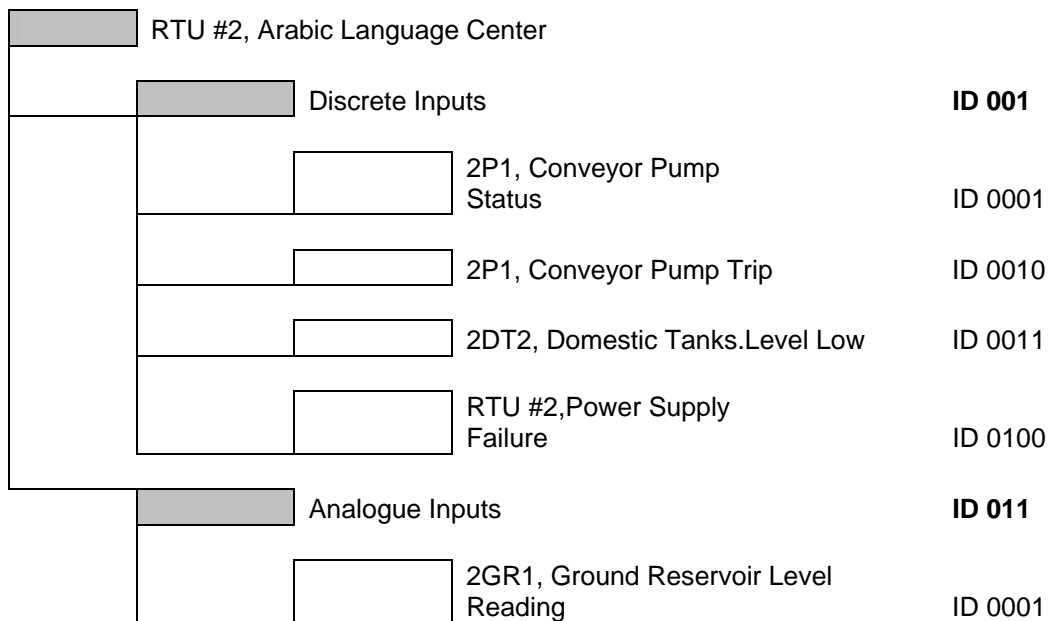 RTU #2, Arabic Language Center
Discrete Inputs ID 001
2P1, Conveyor Pump
Status ID 0001
2P1, Conveyor Pump Trip ID 0010
2DT2, Domestic Tanks.Level Low ID 0011
RTU #2,Power Supply
Failure ID 0100
Analogue Inputs ID 011
2GR1, Ground Reservoir Level
Reading ID 0001